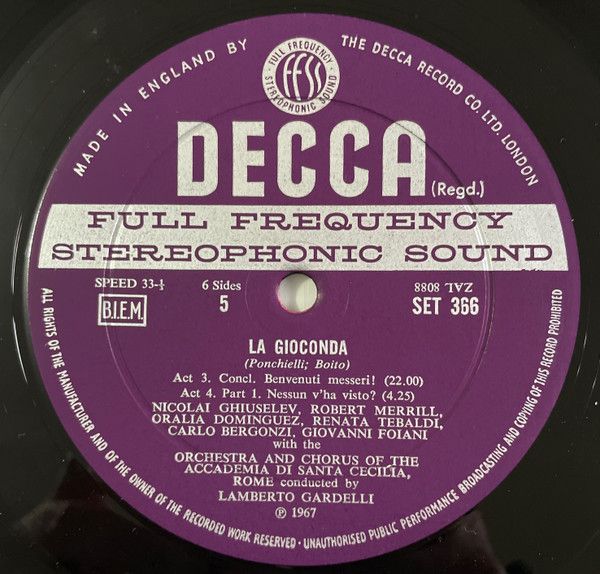 MADE IN ENGLAND BY
THE DECCA RECORD CO. LTD. LONDON
FULL FREQUENCY
FFSS
STEREOPHONIC SOUND
DECCA
(Regd.)
FULL FREQUENCY
STEREOPHONIC SOUND
SPEED 33-⅓
6 Sides
ZAL 8088
B.I.E.M.
5
SET 366
LA GIOCONDA
(Ponchielli; Boito)
Act 3. Concl. Benvenuti messeri! (22.00)
Act 4. Part 1. Nessun v'ha visto? (4.25)
NICOLAI GHIUSELEV, ROBERT MERRILL,
ORALIA DOMINGUEZ, RENATA TEBALDI,
CARLO BERGONZI, GIOVANNI FOIANI
with the
ORCHESTRA AND CHORUS OF THE
ACCADEMIA DI SANTA CECILIA,
ROME conducted by
LAMBERTO GARDELLI
℗ 1967
ALL RIGHTS OF THE MANUFACTURER AND OF THE OWNER OF THE RECORDED WORK RESERVED · UNAUTHORISED PUBLIC PERFORMANCE BROADCASTING AND COPYING OF THIS RECORD PROHIBITED